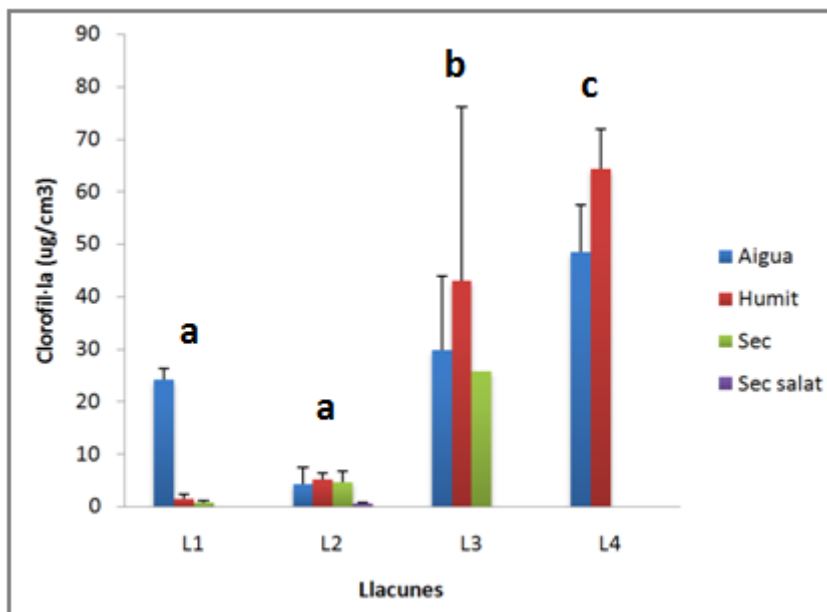 Clorofil·la (ug/cm3)
90
80
70
60
50
40
30
20
10
0
a
a
b
c
L1
L2
L3
L4
Llacunes
Aigua
Humit
Sec
Sec salat